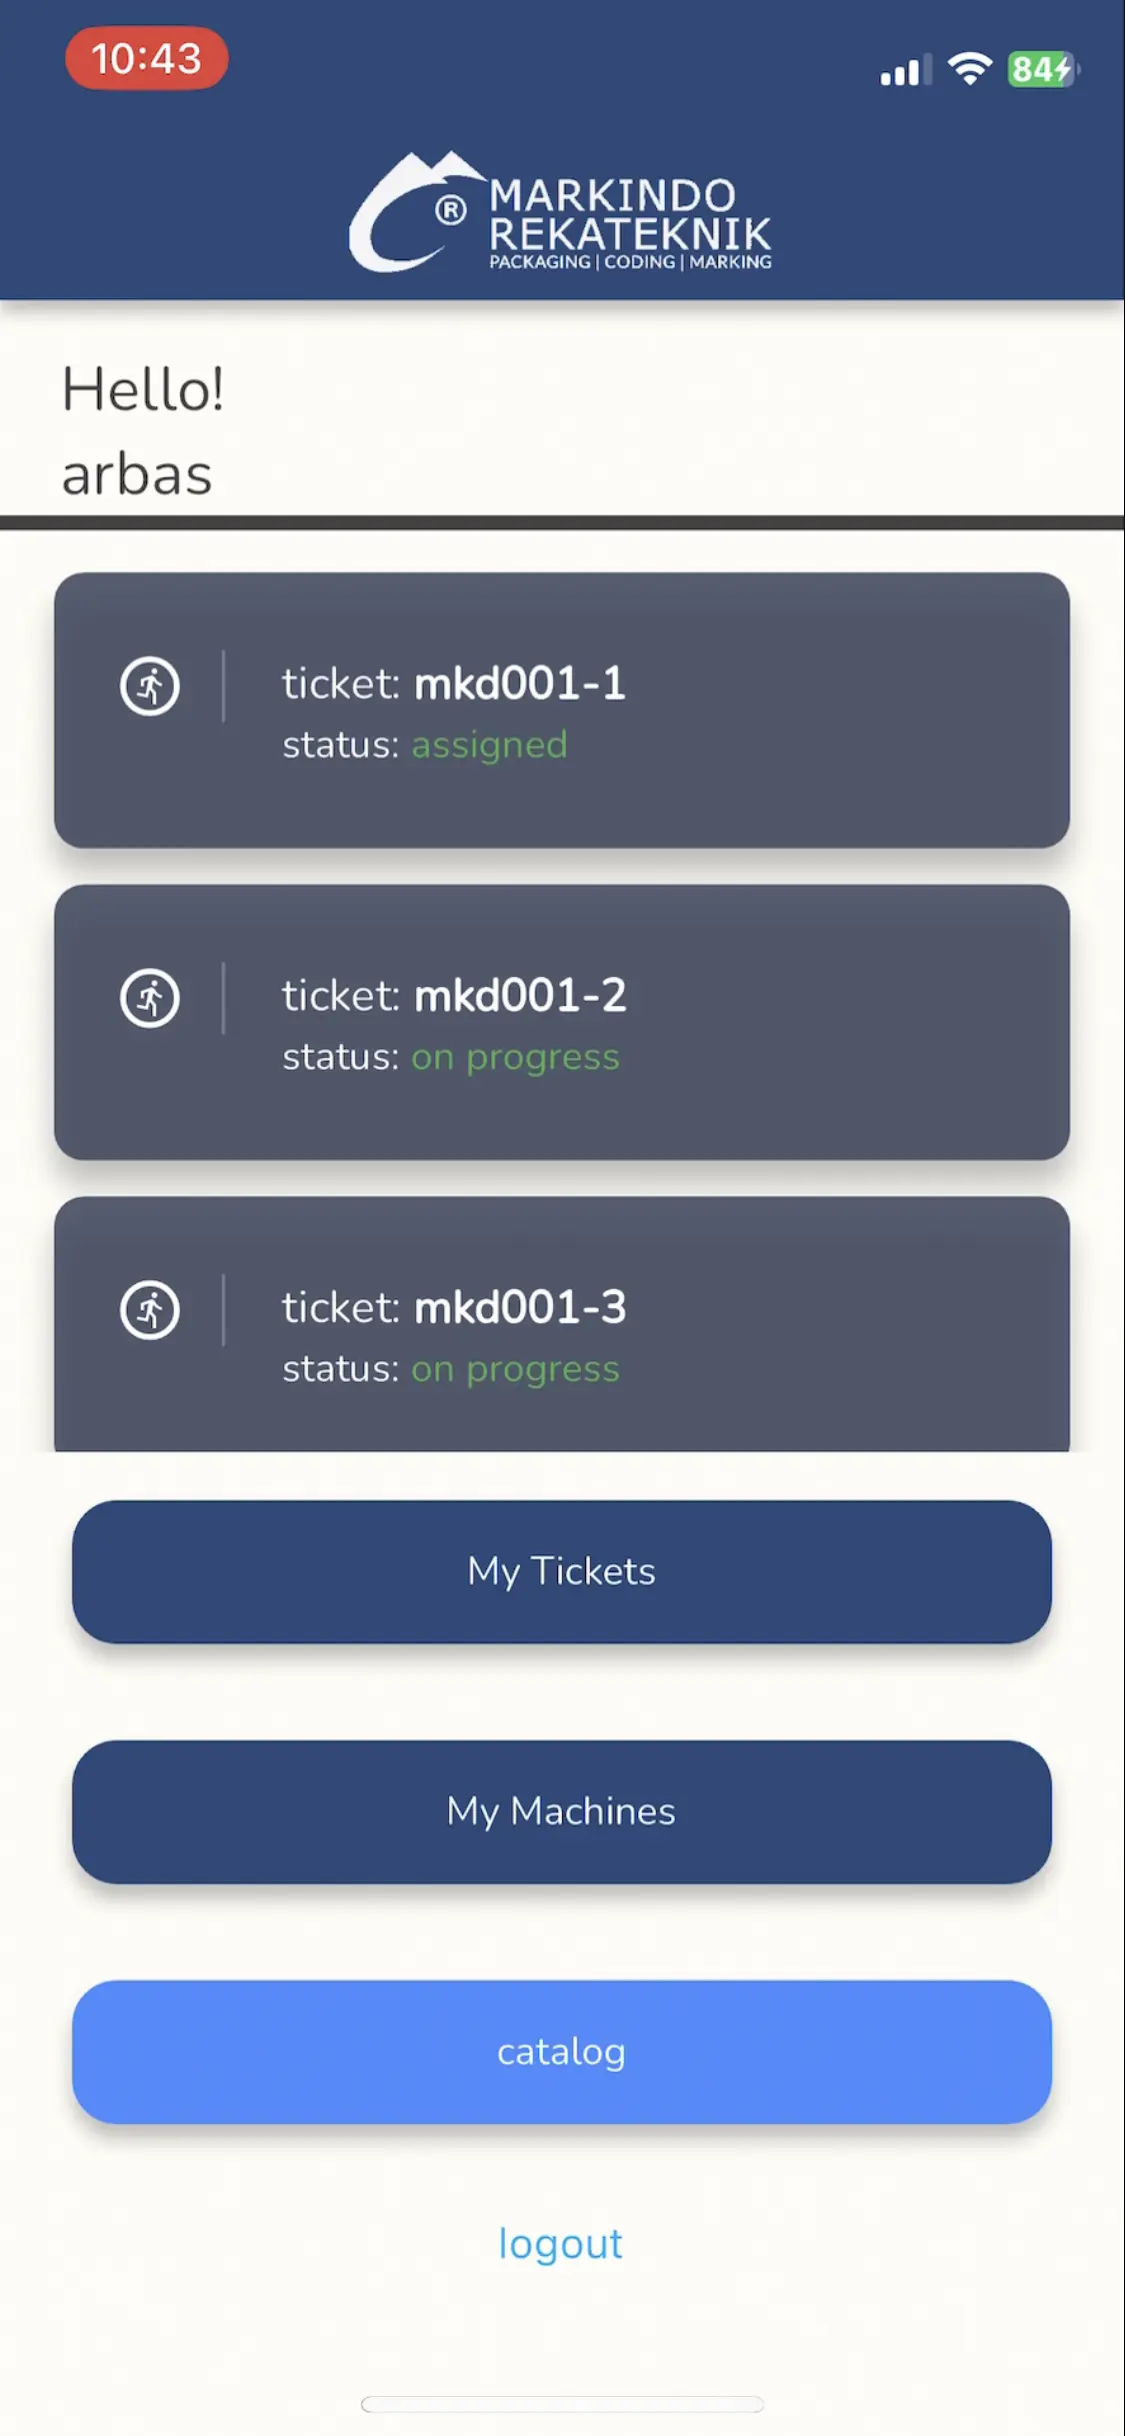 10:43
84
®
MARKINDO
REKATEKNIK
PACKAGING | CODING | MARKING
Hello!
arbas
ticket: mkd001-1
status: assigned
ticket: mkd001-2
status: on progress
ticket: mkd001-3
status: on progress
My Tickets
My Machines
catalog
logout